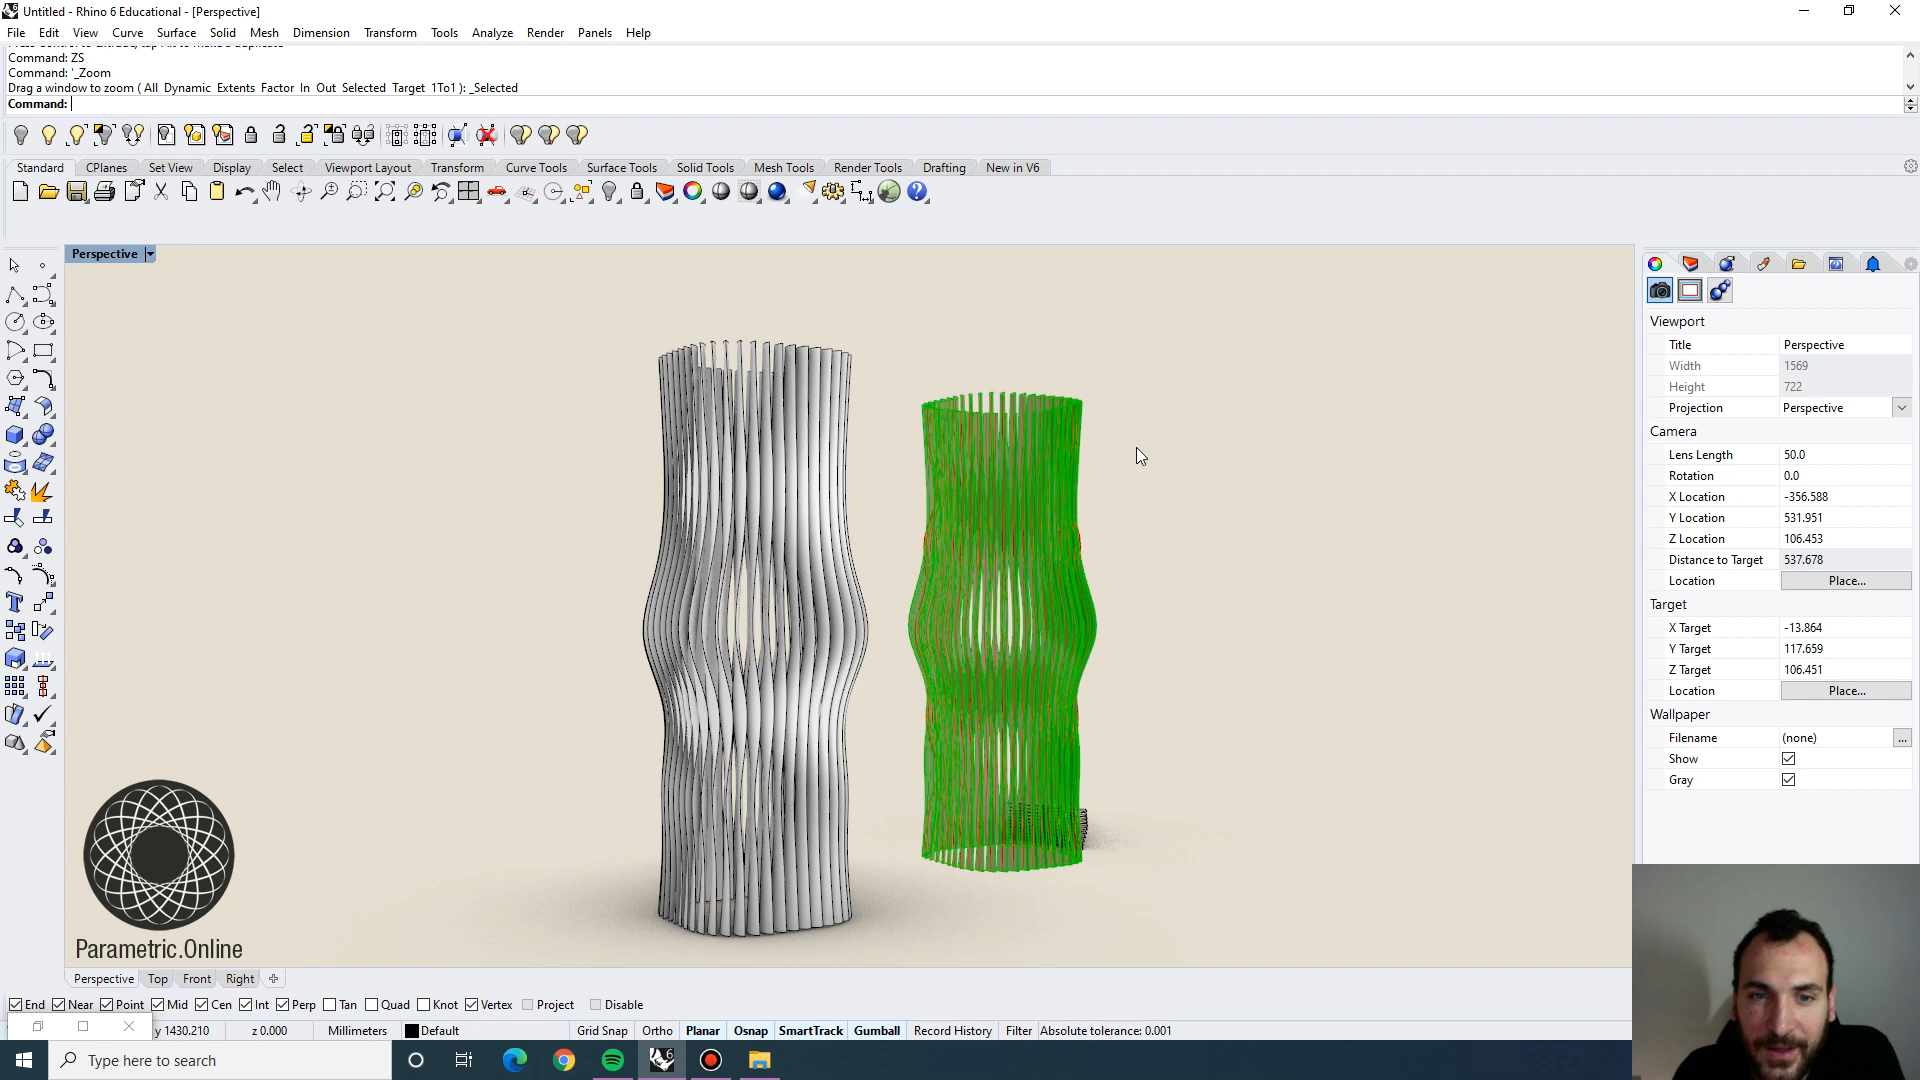 Untitled - Rhino 6 Educational - [Perspective]
File Edit View Curve Surface Solid Mesh Dimension Transform Tools Analyze Render Panels Help
Command: ZS
Command: '_Zoom
Drag a window to zoom ( All Dynamic Extents Factor In Out Selected Target 1To1 ): _Selected
Command:
Standard CPlanes Set View Display Select Viewport Layout Transform Curve Tools Surface Tools Solid Tools Mesh Tools Render Tools Drafting New in V6
Perspective
Viewport
Title Perspective
Width 1569
Height 722
Projection Perspective
Camera
Lens Length 50.0
Rotation 0.0
X Location -356.588
Y Location 531.951
Z Location 106.453
Distance to Target 537.678
Location Place...
Target
X Target -13.864
Y Target 117.659
Z Target 106.451
Location Place...
Wallpaper
Filename (none) ...
Show
Gray
Parametric.Online
Perspective Top Front Right
End Near Point Mid Cen Int Perp Tan Quad Knot Vertex Project Disable
y 1430.210 z 0.000 Millimeters Default Grid Snap Ortho Planar Osnap SmartTrack Gumball Record History Filter Absolute tolerance: 0.001
Type here to search